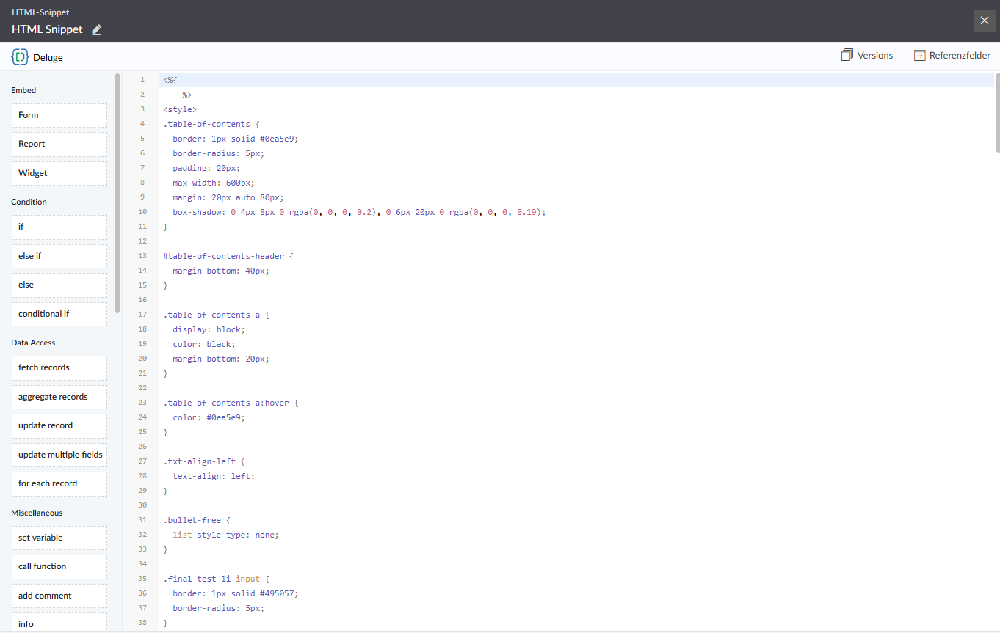 HTML-Snippet
HTML Snippet
Deluge
Versions
Referenzfelder
Embed
Form
Report
Widget
Condition
if
else if
else
conditional if
Data Access
fetch records
aggregate records
update record
update multiple fields
for each record
Miscellaneous
set variable
call function
add comment
info
1 <%{
2     %>
3 <style>
4 .table-of-contents {
5   border: 1px solid #0ea5e9;
6   border-radius: 5px;
7   padding: 20px;
8   max-width: 600px;
9   margin: 20px auto 80px;
10   box-shadow: 0 4px 8px 0 rgba(0, 0, 0, 0.2), 0 6px 20px 0 rgba(0, 0, 0, 0.19);
11 }
12
13 #table-of-contents-header {
14   margin-bottom: 40px;
15 }
16
17 .table-of-contents a {
18   display: block;
19   color: black;
20   margin-bottom: 20px;
21 }
22
23 .table-of-contents a:hover {
24   color: #0ea5e9;
25 }
26
27 .txt-align-left {
28   text-align: left;
29 }
30
31 .bullet-free {
32   list-style-type: none;
33 }
34
35 .final-test li input {
36   border: 1px solid #495057;
37   border-radius: 5px;
38 }